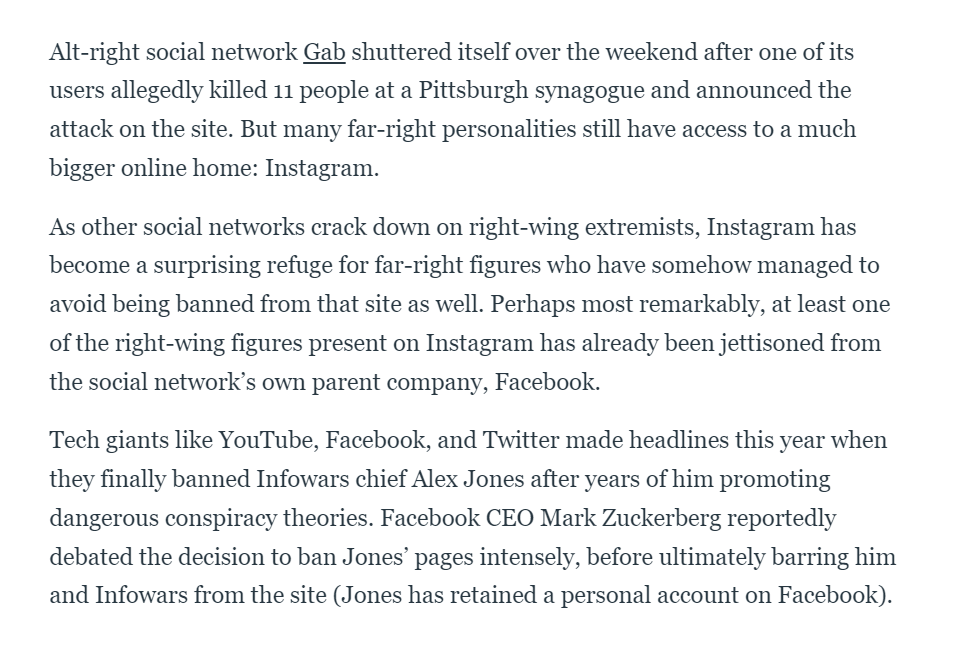 Alt-right social network Gab shuttered itself over the weekend after one of its
users allegedly killed 11 people at a Pittsburgh synagogue and announced the
attack on the site. But many far-right personalities still have access to a much
bigger online home: Instagram.
As other social networks crack down on right-wing extremists, Instagram has
become a surprising refuge for far-right figures who have somehow managed to
avoid being banned from that site as well. Perhaps most remarkably, at least one
of the right-wing figures present on Instagram has already been jettisoned from
the social network’s own parent company, Facebook.
Tech giants like YouTube, Facebook, and Twitter made headlines this year when
they finally banned Infowars chief Alex Jones after years of him promoting
dangerous conspiracy theories. Facebook CEO Mark Zuckerberg reportedly
debated the decision to ban Jones’ pages intensely, before ultimately barring him
and Infowars from the site (Jones has retained a personal account on Facebook).